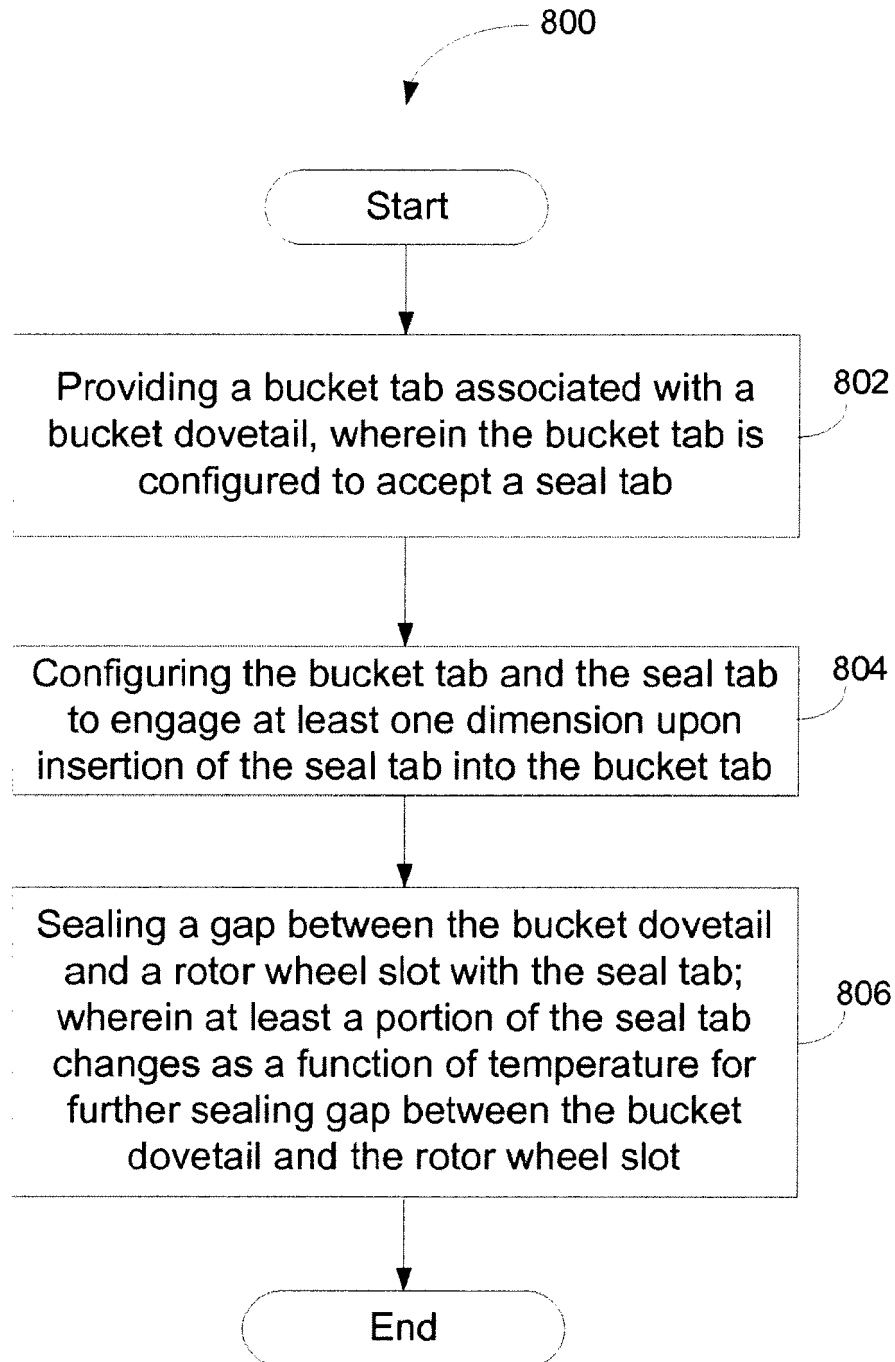 800
Start
Providing a bucket tab associated with a
bucket dovetail, wherein the bucket tab is
configured to accept a seal tab
802
Configuring the bucket tab and the seal tab
to engage at least one dimension upon
insertion of the seal tab into the bucket tab
804
Sealing a gap between the bucket dovetail
and a rotor wheel slot with the seal tab;
wherein at least a portion of the seal tab
changes as a function of temperature for
further sealing gap between the bucket
dovetail and the rotor wheel slot
806
End